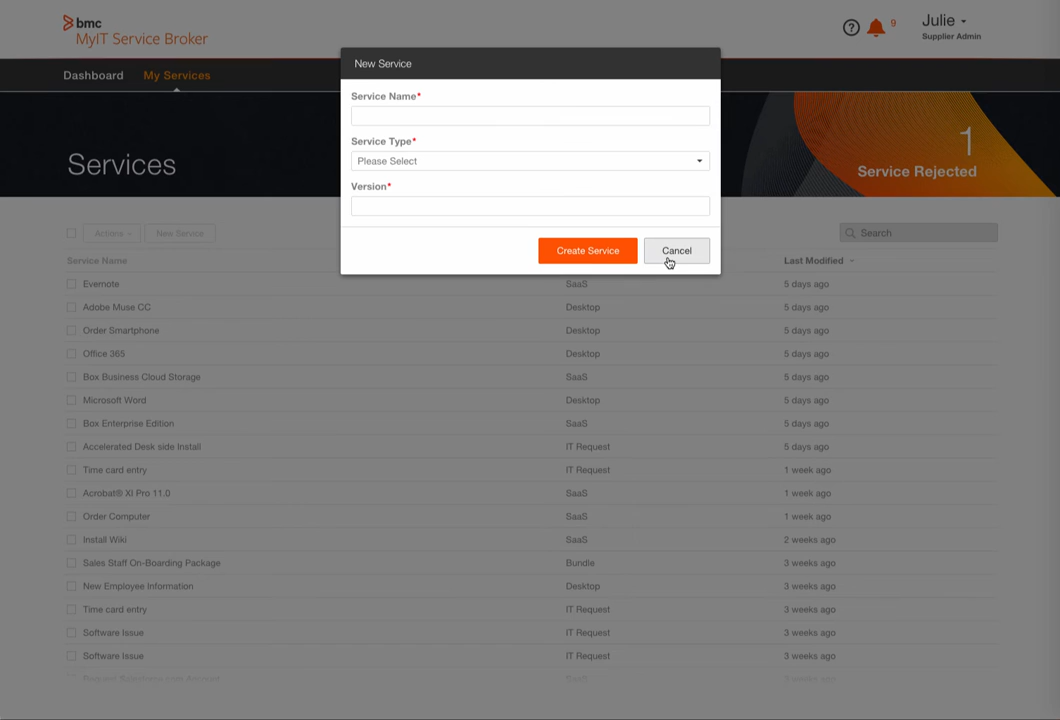 bmc
MyIT Service Broker
? 9 Julie
Supplier Admin
Dashboard My Services
Services
1
Service Rejected
New Service
Service Name*
Service Type*
Please Select
Version*
Create Service Cancel
Actions New Service Search
Service Name Last Modified
Evernote SaaS 5 days ago
Adobe Muse CC Desktop 5 days ago
Order Smartphone Desktop 5 days ago
Office 365 Desktop 5 days ago
Box Business Cloud Storage SaaS 5 days ago
Microsoft Word Desktop 5 days ago
Box Enterprise Edition SaaS 5 days ago
Accelerated Desk side Install IT Request 5 days ago
Time card entry IT Request 1 week ago
Acrobat® XI Pro 11.0 SaaS 1 week ago
Order Computer SaaS 1 week ago
Install Wiki SaaS 2 weeks ago
Sales Staff On-Boarding Package Bundle 3 weeks ago
New Employee Information Desktop 3 weeks ago
Time card entry IT Request 3 weeks ago
Software Issue IT Request 3 weeks ago
Software Issue IT Request 3 weeks ago